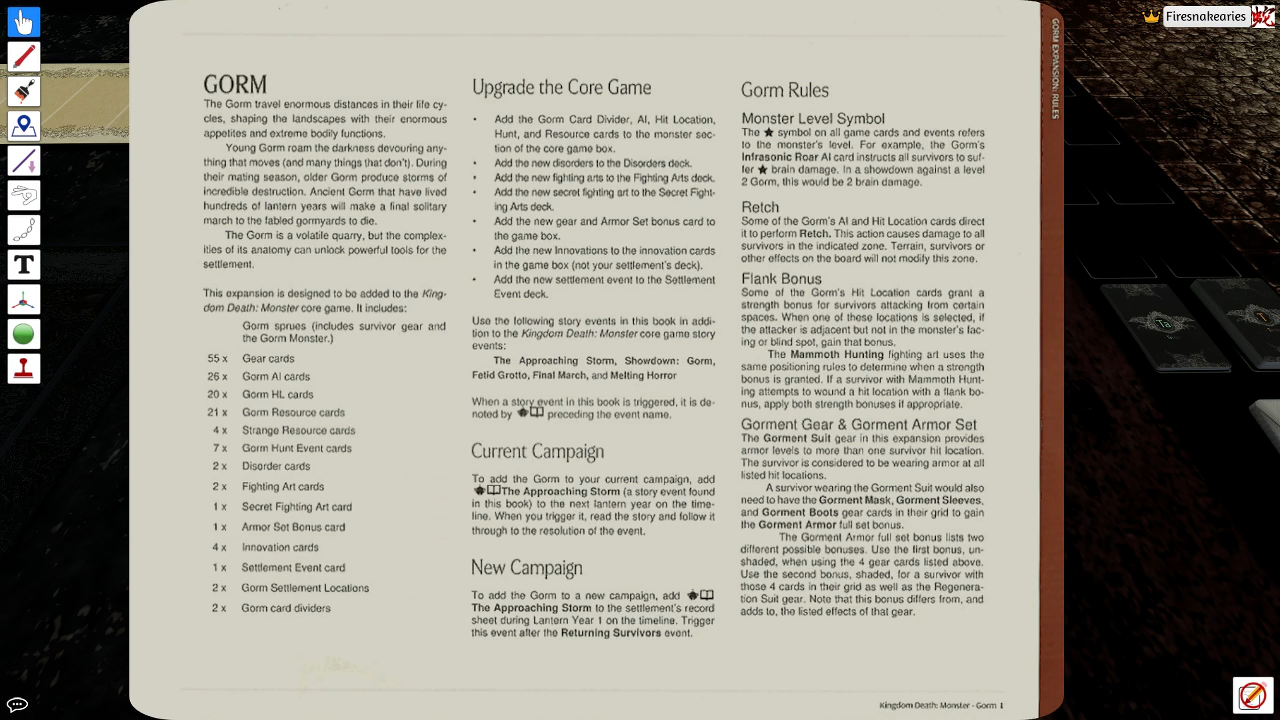 Firesnakearies
GORM EXPANSION: RULES
T
GORM
The Gorm travel enormous distances in their life cy-
cles, shaping the landscapes with their enormous
appetites and extreme bodily functions.
Young Gorm roam the darkness devouring any-
thing that moves (and many things that don't). During
their mating season, older Gorm produce storms of
incredible destruction. Ancient Gorm that have lived
hundreds of lantern years will make a final solitary
march to the fabled gormyards to die.
The Gorm is a volatile quarry, but the complex-
ities of its anatomy can unlock powerful tools for the
settlement.
This expansion is designed to be added to the King-
dom Death: Monster core game. It includes:
Gorm sprues (includes survivor gear and
the Gorm Monster.)
55 x Gear cards
26 x Gorm AI cards
20 x Gorm HL cards
21 x Gorm Resource cards
4 x Strange Resource cards
7 x Gorm Hunt Event cards
2 x Disorder cards
2 x Fighting Art cards
1 x Secret Fighting Art card
1 x Armor Set Bonus card
4 x Innovation cards
1 x Settlement Event card
2 x Gorm Settlement Locations
2 x Gorm card dividers
Upgrade the Core Game
• Add the Gorm Card Divider, AI, Hit Location,
Hunt, and Resource cards to the monster sec-
tion of the core game box.
• Add the new disorders to the Disorders deck.
• Add the new fighting arts to the Fighting Arts deck.
• Add the new secret fighting art to the Secret Fight-
ing Arts deck.
• Add the new gear and Armor Set bonus card to
the game box.
• Add the new Innovations to the innovation cards
in the game box (not your settlement's deck).
• Add the new settlement event to the Settlement
Event deck.
Use the following story events in this book in addi-
tion to the Kingdom Death: Monster core game story
events:
The Approaching Storm, Showdown: Gorm,
Fetid Grotto, Final March, and Melting Horror
When a story event in this book is triggered, it is de-
noted by preceding the event name.
Current Campaign
To add the Gorm to your current campaign, add
The Approaching Storm (a story event found
in this book) to the next lantern year on the time-
line. When you trigger it, read the story and follow it
through to the resolution of the event.
New Campaign
To add the Gorm to a new campaign, add
The Approaching Storm to the settlement's record
sheet during Lantern Year 1 on the timeline. Trigger
this event after the Returning Survivors event.
Gorm Rules
Monster Level Symbol
The ★ symbol on all game cards and events refers
to the monster's level. For example, the Gorm's
Infrasonic Roar AI card instructs all survivors to suf-
fer ★ brain damage. In a showdown against a level
2 Gorm, this would be 2 brain damage.
Retch
Some of the Gorm's AI and Hit Location cards direct
it to perform Retch. This action causes damage to all
survivors in the indicated zone. Terrain, survivors or
other effects on the board will not modify this zone.
Flank Bonus
Some of the Gorm's Hit Location cards grant a
strength bonus for survivors attacking from certain
spaces. When one of these locations is selected, if
the attacker is adjacent but not in the monster's fac-
ing or blind spot, gain that bonus.
The Mammoth Hunting fighting art uses the
same positioning rules to determine when a strength
bonus is granted. If a survivor with Mammoth Hunt-
ing attempts to wound a hit location with a flank bo-
nus, apply both strength bonuses if appropriate.
Gorment Gear & Gorment Armor Set
The Gorment Suit gear in this expansion provides
armor levels to more than one survivor hit location.
The survivor is considered to be wearing armor at all
listed hit locations.
A survivor wearing the Gorment Suit would also
need to have the Gorment Mask, Gorment Sleeves,
and Gorment Boots gear cards in their grid to gain
the Gorment Armor full set bonus.
The Gorment Armor full set bonus lists two
different possible bonuses. Use the first bonus, un-
shaded, when using the 4 gear cards listed above.
Use the second bonus, shaded, for a survivor with
those 4 cards in their grid as well as the Regenera-
tion Suit gear. Note that this bonus differs from, and
adds to, the listed effects of that gear.
Kingdom Death: Monster - Gorm 1